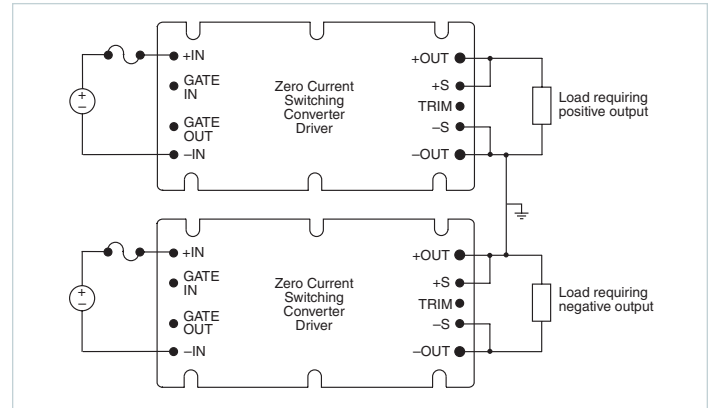 +IN
GATE
IN
GATE
OUT
–IN
Zero Current
Switching
Converter
Driver
+OUT
+S
TRIM
–S
–OUT
+
–
Load requiring
positive output
+IN
GATE
IN
GATE
OUT
–IN
Zero Current
Switching
Converter
Driver
+OUT
+S
TRIM
–S
–OUT
+
–
Load requiring
negative output